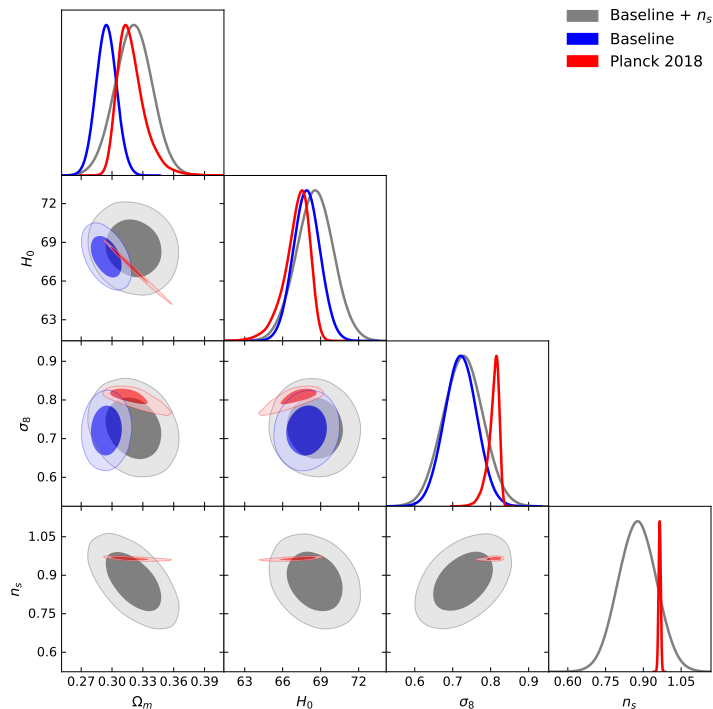 Baseline + n_s
Baseline
Planck 2018
72
69
66
63
H_0
0.9
0.8
0.7
0.6
σ_8
1.05
0.90
0.75
0.6
n_s
0.27 0.30 0.33 0.36 0.39
63 66 69 72
0.6 0.7 0.8 0.9
0.60 0.75 0.90 1.05
Ω_m
H_0
σ_8
n_s